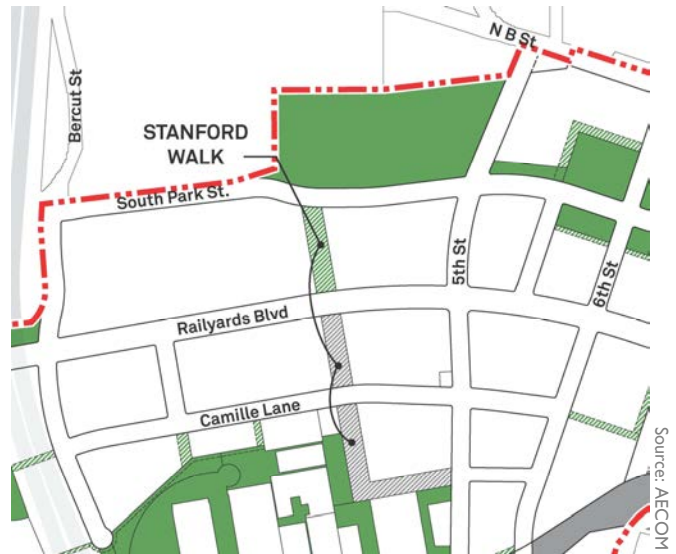 N B St.
Bercut St
STANFORD
WALK
South Park St.
5th St
6th St
Railyards Blvd
Camille Lane
Source: AECOM